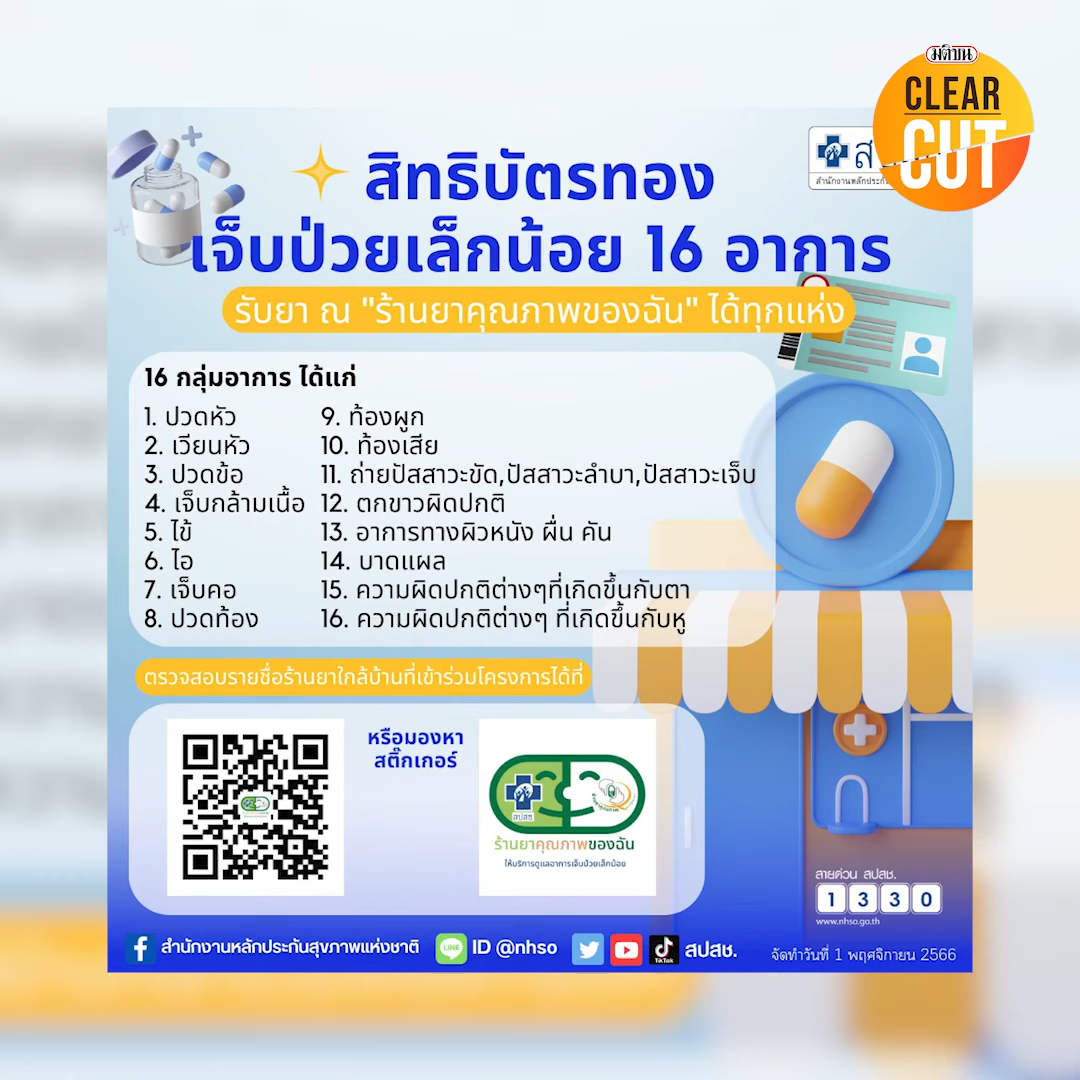 มติชน
CLEAR
CUT
ส
สำนักงานหลักประกั
สิทธิบัตรทอง
เจ็บป่วยเล็กน้อย 16 อาการ
รับยา ณ "ร้านยาคุณภาพของฉัน" ได้ทุกแห่ง
16 กลุ่มอาการ ได้แก่
1. ปวดหัว
2. เวียนหัว
3. ปวดข้อ
4. เจ็บกล้ามเนื้อ
5. ไข้
6. ไอ
7. เจ็บคอ
8. ปวดท้อง
9. ท้องผูก
10. ท้องเสีย
11. ถ่ายปัสสาวะขัด,ปัสสาวะลำบา,ปัสสาวะเจ็บ
12. ตกขาวผิดปกติ
13. อาการทางผิวหนัง ผื่น คัน
14. บาดแผล
15. ความผิดปกติต่างๆที่เกิดขึ้นกับตา
16. ความผิดปกติต่างๆ ที่เกิดขึ้นกับหู
ตรวจสอบรายชื่อร้านยาใกล้บ้านที่เข้าร่วมโครงการได้ที่
หรือมองหา
สติ๊กเกอร์
สปสช
ร้านยาคุณภาพของฉัน
ให้บริการดูแลอาการเจ็บป่วยเล็กน้อย
สายด่วน สปสช.
1 3 3 0
www.nhso.go.th
สำนักงานหลักประกันสุขภาพแห่งชาติ
LINE ID @nhso
TikTok สปสช.
จัดทำวันที่ 1 พฤศจิกายน 2566